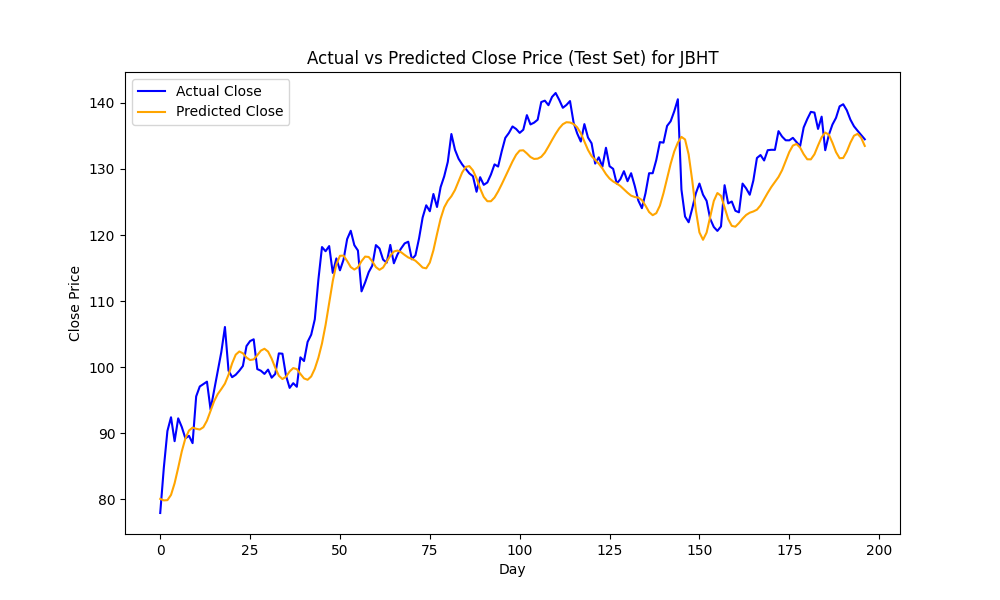 Actual vs Predicted Close Price (Test Set) for JBHT
Actual Close
Predicted Close
Close Price
140
130
120
110
100
90
80
0 25 50 75 100 125 150 175 200
Day